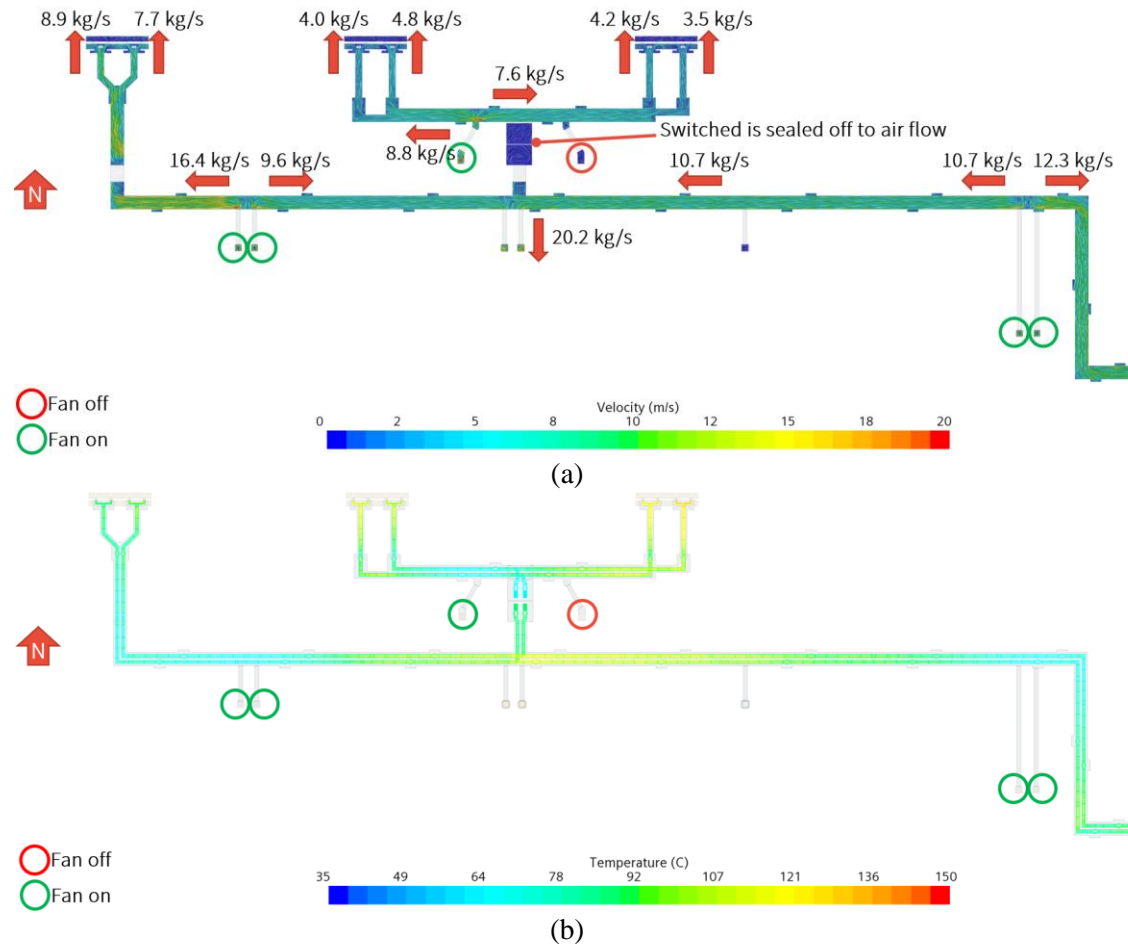 8.9 kg/s 7.7 kg/s 4.0 kg/s 4.8 kg/s 4.2 kg/s 3.5 kg/s
7.6 kg/s
Switched is sealed off to air flow
8.8 kg/s
16.4 kg/s 9.6 kg/s 10.7 kg/s 10.7 kg/s 12.3 kg/s
N
20.2 kg/s
Fan off
Fan on
Velocity (m/s)
0 2 5 8 10 12 15 18 20
(a)
N
Fan off
Fan on
Temperature (C)
35 49 64 78 92 107 121 136 150
(b)